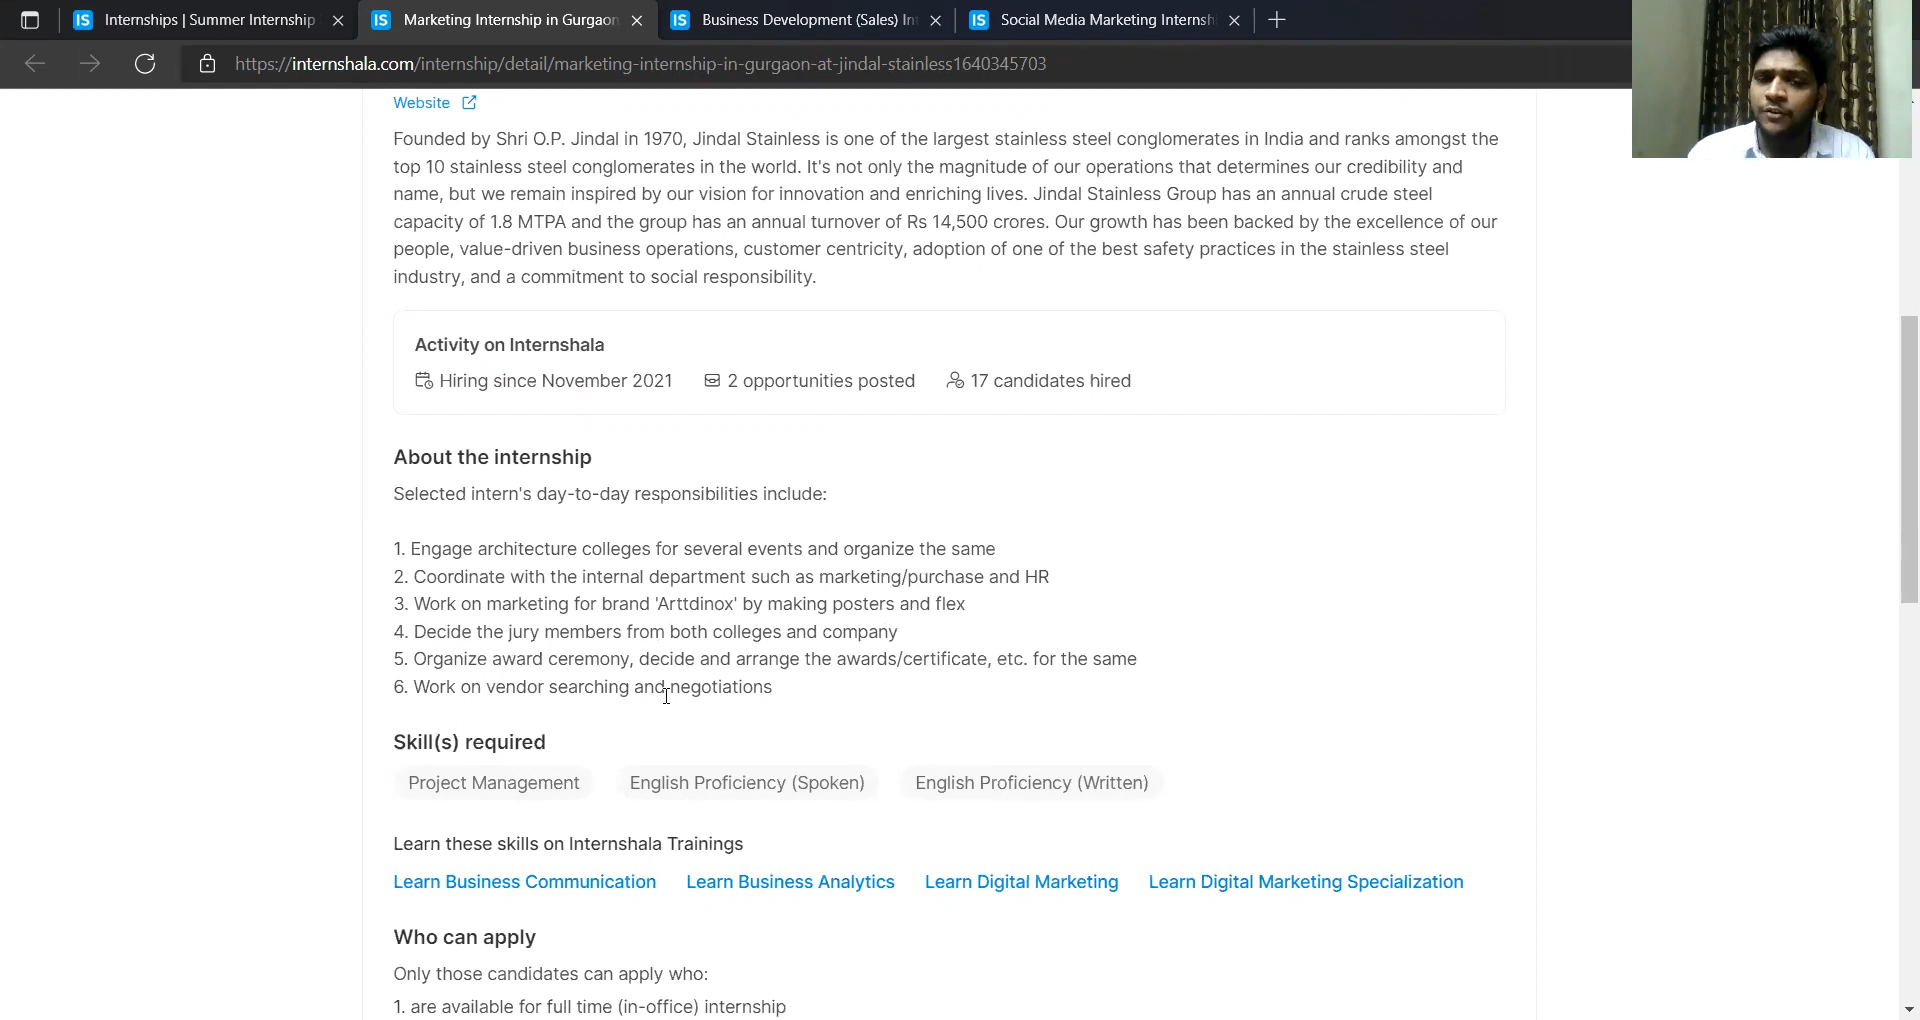 Internships | Summer Internship
Marketing Internship in Gurgaon
Business Development (Sales) Int
Social Media Marketing Internsh
https://internshala.com/internship/detail/marketing-internship-in-gurgaon-at-jindal-stainless1640345703
Website
Founded by Shri O.P. Jindal in 1970, Jindal Stainless is one of the largest stainless steel conglomerates in India and ranks amongst the
top 10 stainless steel conglomerates in the world. It's not only the magnitude of our operations that determines our credibility and
name, but we remain inspired by our vision for innovation and enriching lives. Jindal Stainless Group has an annual crude steel
capacity of 1.8 MTPA and the group has an annual turnover of Rs 14,500 crores. Our growth has been backed by the excellence of our
people, value-driven business operations, customer centricity, adoption of one of the best safety practices in the stainless steel
industry, and a commitment to social responsibility.
Activity on Internshala
Hiring since November 2021 2 opportunities posted 17 candidates hired
About the internship
Selected intern's day-to-day responsibilities include:
1. Engage architecture colleges for several events and organize the same
2. Coordinate with the internal department such as marketing/purchase and HR
3. Work on marketing for brand 'Arttdinox' by making posters and flex
4. Decide the jury members from both colleges and company
5. Organize award ceremony, decide and arrange the awards/certificate, etc. for the same
6. Work on vendor searching and negotiations
Skill(s) required
Project Management English Proficiency (Spoken) English Proficiency (Written)
Learn these skills on Internshala Trainings
Learn Business Communication Learn Business Analytics Learn Digital Marketing Learn Digital Marketing Specialization
Who can apply
Only those candidates can apply who:
1. are available for full time (in-office) internship